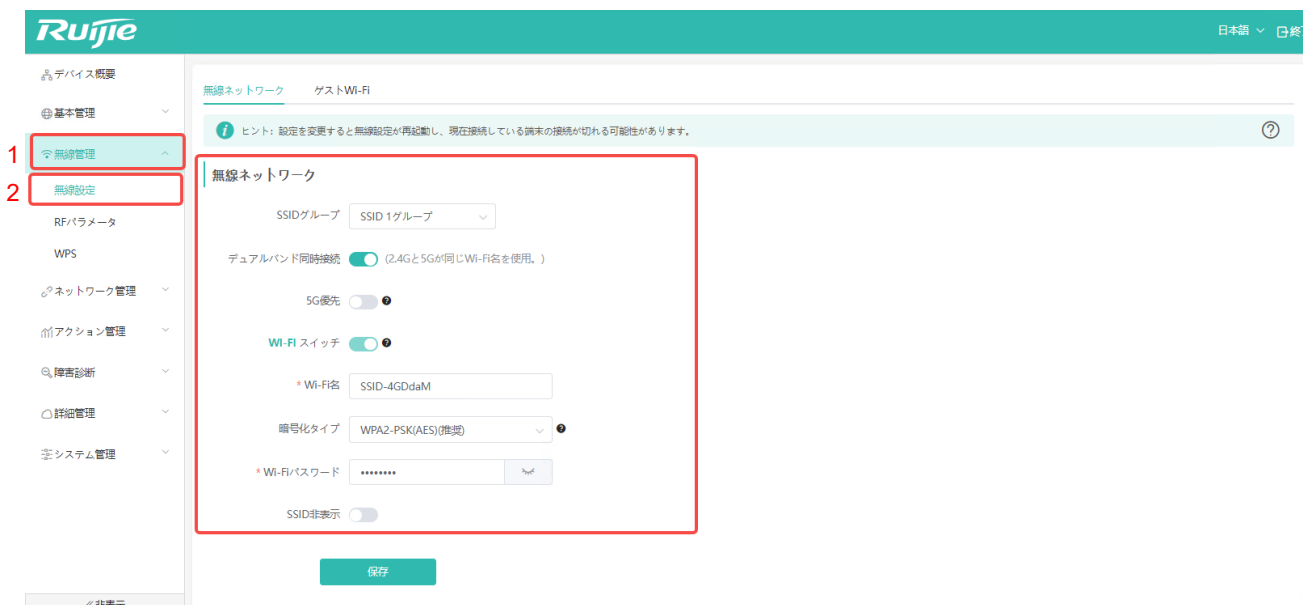 Ruijie
日本語
終
デバイス概要
基本管理
1
無線管理
2
無線設定
RFパラメータ
WPS
ネットワーク管理
アクション管理
障害診断
詳細管理
システム管理
非表示
無線ネットワーク ゲストWi-Fi
ヒント: 設定を変更すると無線設定が再起動し、現在接続している端末の接続が切れる可能性があります。
無線ネットワーク
SSIDグループ SSID 1グループ
デュアルバンド同時接続 (2.4Gと5Gが同じWi-Fi名を使用。)
5G優先
WI-FI スイッチ
* Wi-Fi名 SSID-4GDdaM
暗号化タイプ WPA2-PSK(AES)(推奨)
* Wi-Fiパスワード ••••••••
SSID非表示
保存